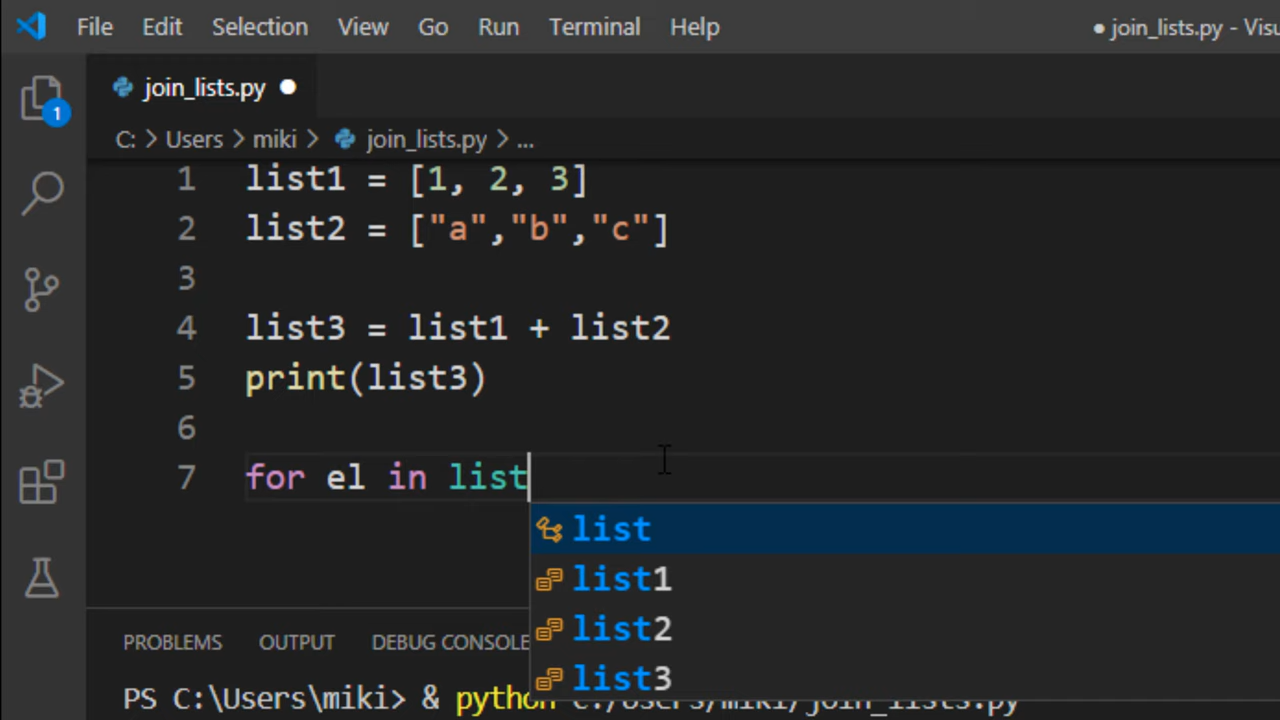 File Edit Selection View Go Run Terminal Help ● join_lists.py - Visu
join_lists.py ●
1
C: > Users > miki > join_lists.py > ...
1 list1 = [1, 2, 3]
2 list2 = ["a","b","c"]
3
4 list3 = list1 + list2
5 print(list3)
6
7 for el in list
list
list1
list2
list3
PROBLEMS OUTPUT DEBUG CONSOLE
PS C:\Users\miki> & python C:/Users/miki/join_lists.py